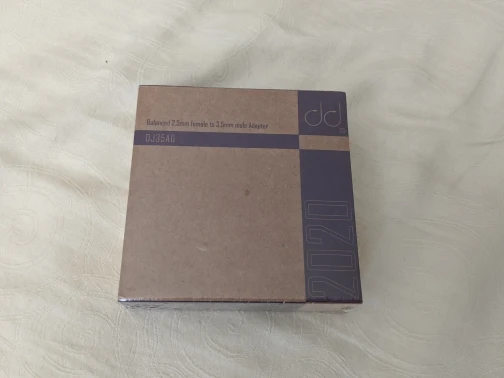 dd
Balanced 2.5mm female to 3.5mm male adapter
DJ35AG
2020